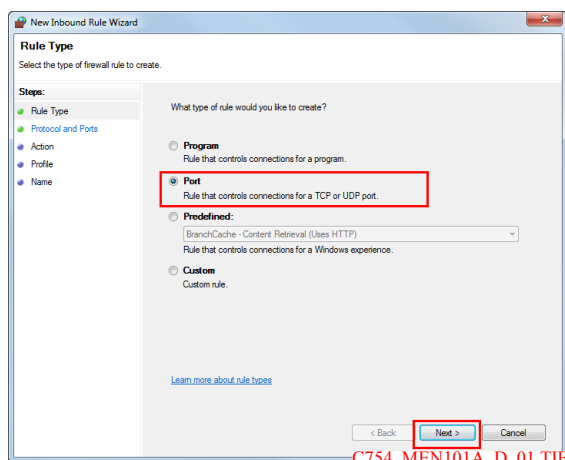 New Inbound Rule Wizard
Rule Type
Select the type of firewall rule to create.
Steps:
Rule Type
Protocol and Ports
Action
Profile
Name
What type of rule would you like to create?
Program
Rule that controls connections for a program.
Port
Rule that controls connections for a TCP or UDP port.
Predefined:
BranchCache - Content Retrieval (Uses HTTP)
Rule that controls connections for a Windows experience.
Custom
Custom rule.
Learn more about rule types
< Back Next > Cancel
C754_MFN101A_D_01.TIF